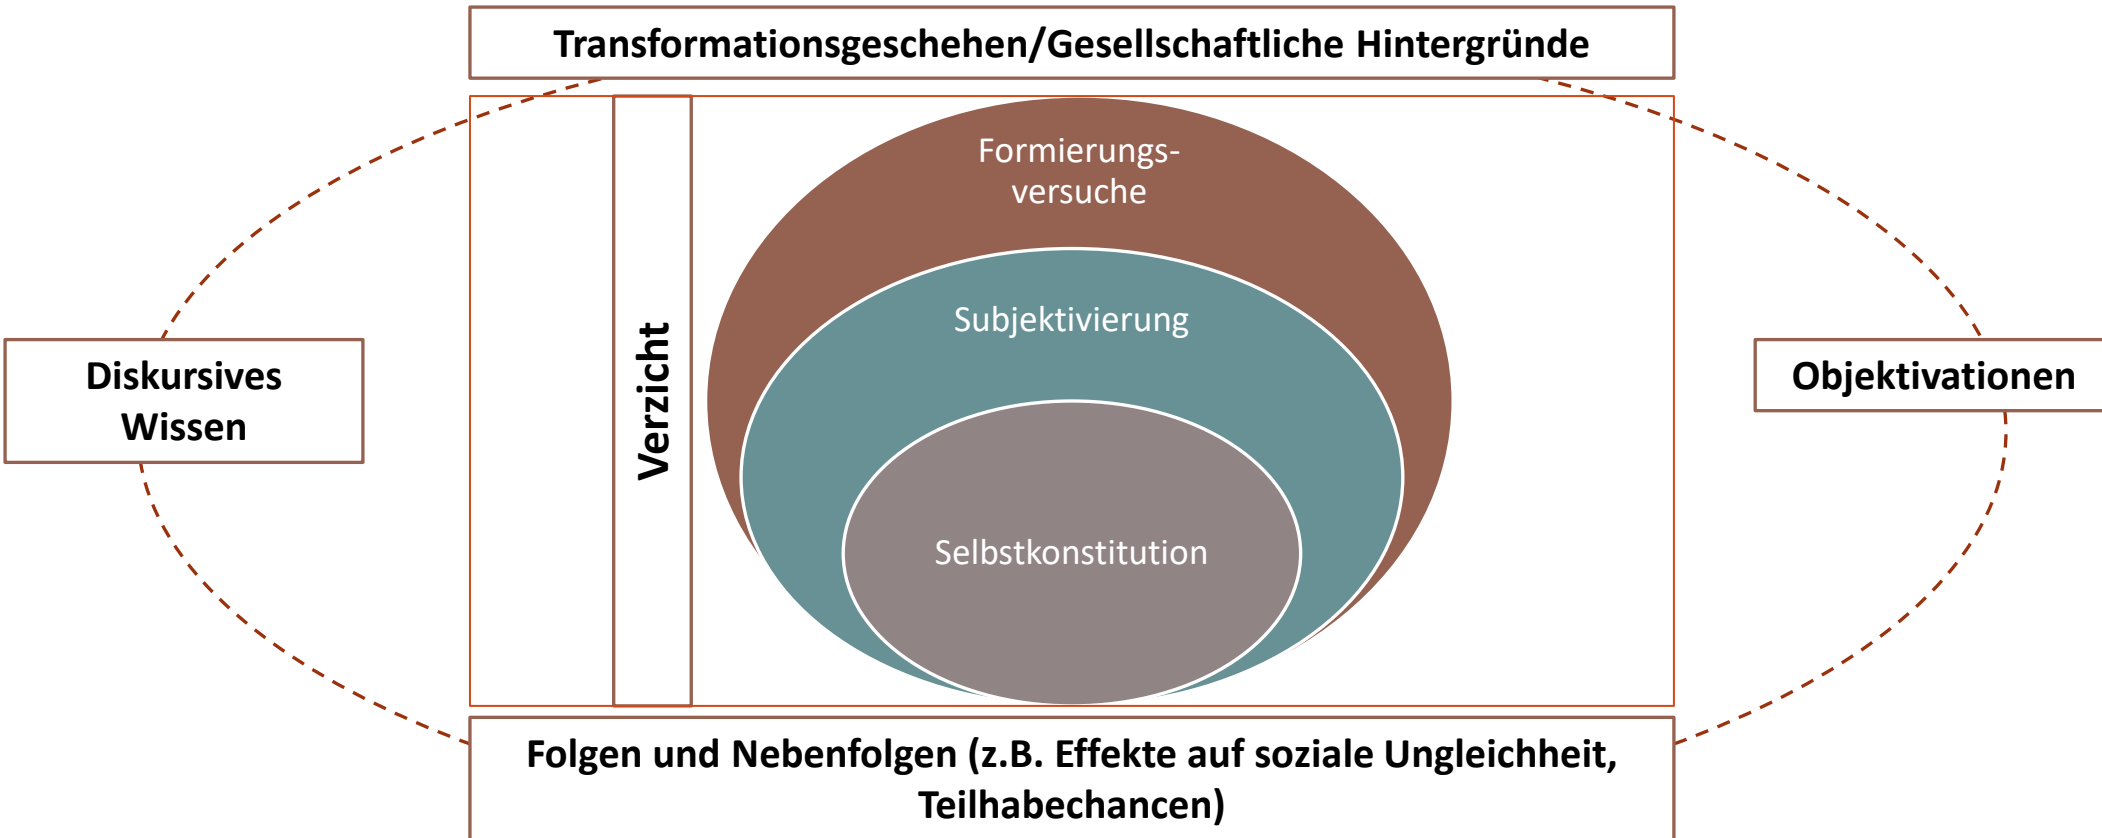 Transformationsgeschehen/Gesellschaftliche Hintergründe
Formierungs-
versuche
Subjektivierung
Selbstkonstitution
Verzicht
Diskursives
Wissen
Objektivationen
Folgen und Nebenfolgen (z.B. Effekte auf soziale Ungleichheit,
Teilhabechancen)